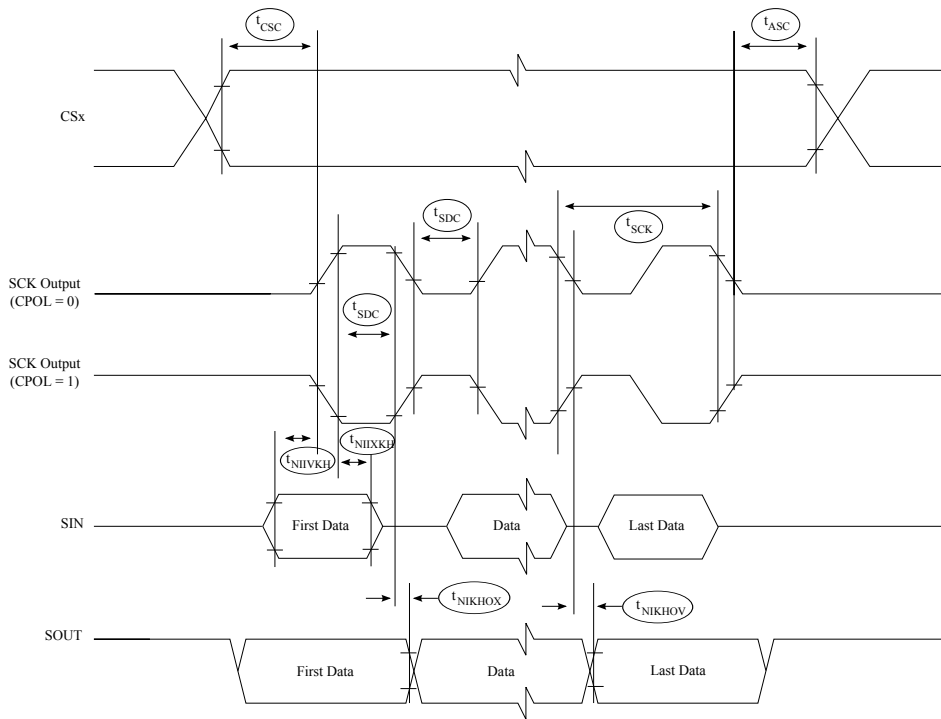 tCSC
tASC
CSx
tSDC
tSCK
SCK Output
(CPOL = 0)
tSDC
SCK Output
(CPOL = 1)
tNIIVKH
tNIIXKH
SIN
First Data
Data
Last Data
tNIKHOX
tNIKHOV
SOUT
First Data
Data
Last Data